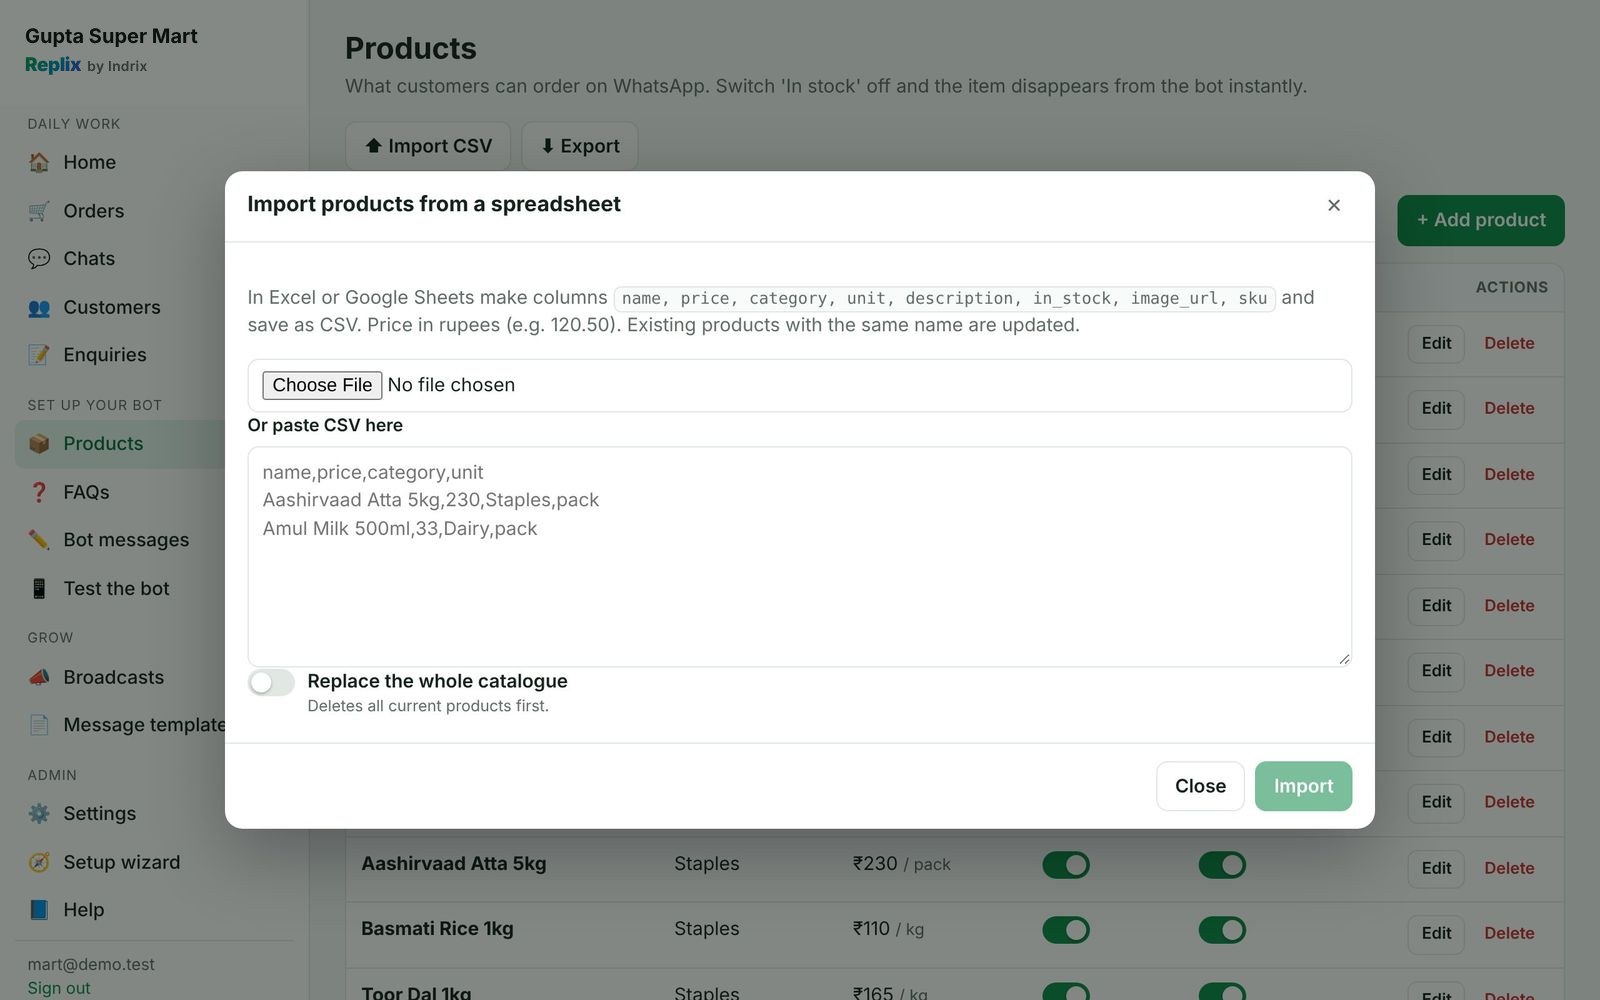 Gupta Super Mart
Replix by Indrix
DAILY WORK
Home
Orders
Chats
Customers
Enquiries
SET UP YOUR BOT
Products
FAQs
Bot messages
Test the bot
GROW
Broadcasts
Message template
ADMIN
Settings
Setup wizard
Help
mart@demo.test
Sign out
Products
What customers can order on WhatsApp. Switch 'In stock' off and the item disappears from the bot instantly.
Import CSV
Export
+ Add product
ACTIONS
Edit Delete
Edit Delete
Edit Delete
Edit Delete
Edit Delete
Edit Delete
Edit Delete
Edit Delete
Import products from a spreadsheet
×
In Excel or Google Sheets make columns name, price, category, unit, description, in_stock, image_url, sku and
save as CSV. Price in rupees (e.g. 120.50). Existing products with the same name are updated.
Choose File No file chosen
Or paste CSV here
name,price,category,unit
Aashirvaad Atta 5kg,230,Staples,pack
Amul Milk 500ml,33,Dairy,pack
Replace the whole catalogue
Deletes all current products first.
Close
Import
Aashirvaad Atta 5kg Staples ₹230 / pack Edit Delete
Basmati Rice 1kg Staples ₹110 / kg Edit Delete
Toor Dal 1kg Staples ₹165 / kg Edit Delete